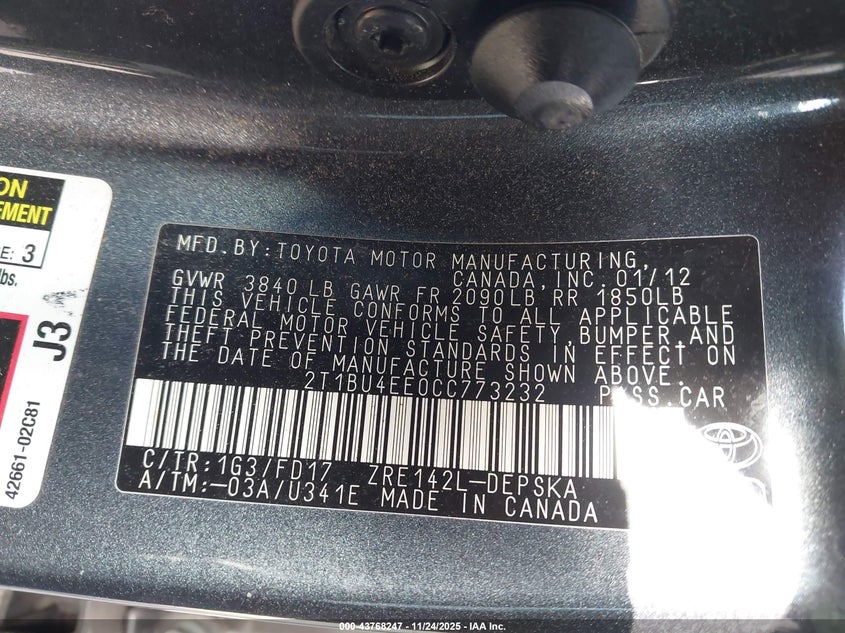 ON
EMENT
E: 3
lbs.
J3
42661-02C81
MFD. BY: TOYOTA MOTOR MANUFACTURING,
CANADA, INC. 01/12
GVWR 3840 LB GAWR FR 2090LB RR 1850LB
THIS VEHICLE CONFORMS TO ALL APPLICABLE
FEDERAL MOTOR VEHICLE SAFETY, BUMPER, AND
THEFT PREVENTION STANDARDS IN EFFECT ON
THE DATE OF MANUFACTURE SHOWN ABOVE.
2T1BU4EE0CC773232 PASS. CAR
C/TR: 1G3/FD17 ZRE142L-DEPSKA
A/TM: -03A/U341E MADE IN CANADA
000-43768247 - 11/24/2025 - IAA Inc.